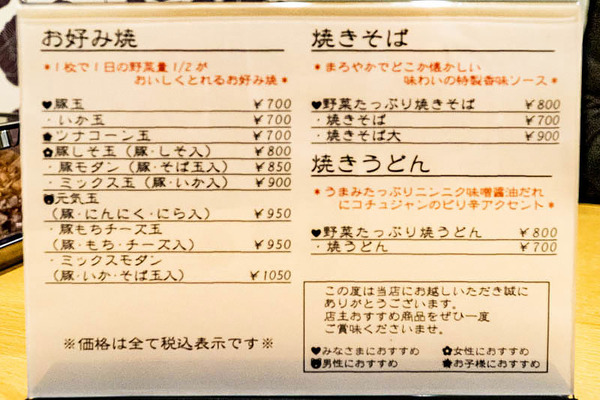 お好み焼
*1枚で1日の野菜量1/2が
おいしくとれるお好み焼*
♥豚玉 ¥700
・いか玉 ¥700
★ツナコーン玉 ¥700
✿豚しそ玉（豚・しそ入） ¥800
・豚モダン（豚・そば玉入） ¥850
・ミックス玉（豚・いか入） ¥900
元気玉
（豚・にんにく・にら入） ¥950
・豚もちチーズ玉
（豚・もち・チーズ入） ¥950
・ミックスモダン
（豚・いか・そば玉入） ¥1050
※価格は全て税込表示です※
焼きそば
*まろやかでどこか懐かしい
味わいの特製香味ソース*
♥野菜たっぷり焼きそば ¥800
・焼きそば ¥700
・焼きそば大 ¥900
焼きうどん
*うまみたっぷりニンニク味噌醤油だれ
にコチュジャンのピリ辛アクセント*
♥野菜たっぷり焼うどん ¥800
・焼うどん ¥700
この度は当店にお越しいただき誠に
ありがとうございます。
店主おすすめ商品をぜひ一度
ご賞味くださいませ。
♥みなさまにおすすめ ✿女性におすすめ
男性におすすめ ★お子様におすすめ